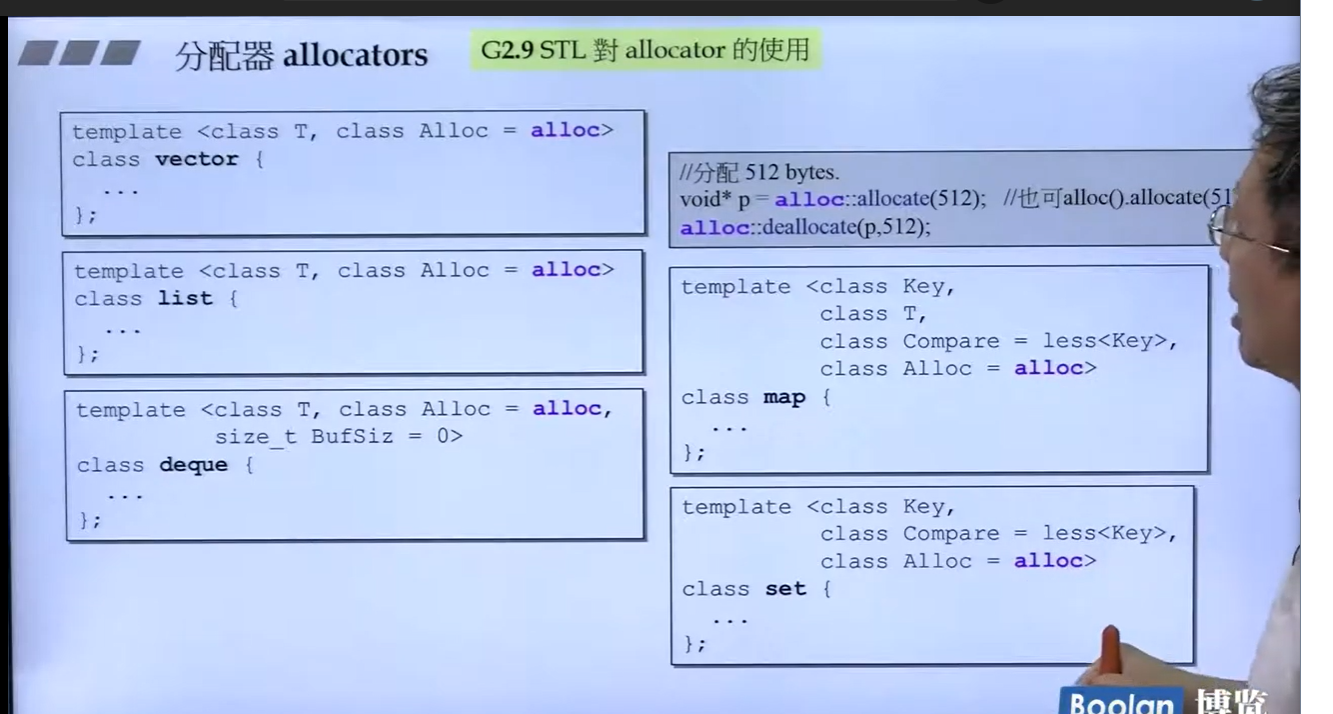 分配器 allocators
G2.9 STL 對 allocator 的使用
template <class T, class Alloc = alloc>
class vector {
...
};
template <class T, class Alloc = alloc>
class list {
...
};
template <class T, class Alloc = alloc,
size_t BufSiz = 0>
class deque {
...
};
//分配 512 bytes.
void* p = alloc::allocate(512); //也可alloc().allocate(51
alloc::deallocate(p,512);
template <class Key,
class T,
class Compare = less<Key>,
class Alloc = alloc>
class map {
...
};
template <class Key,
class Compare = less<Key>,
class Alloc = alloc>
class set {
...
};
Boolan 博览